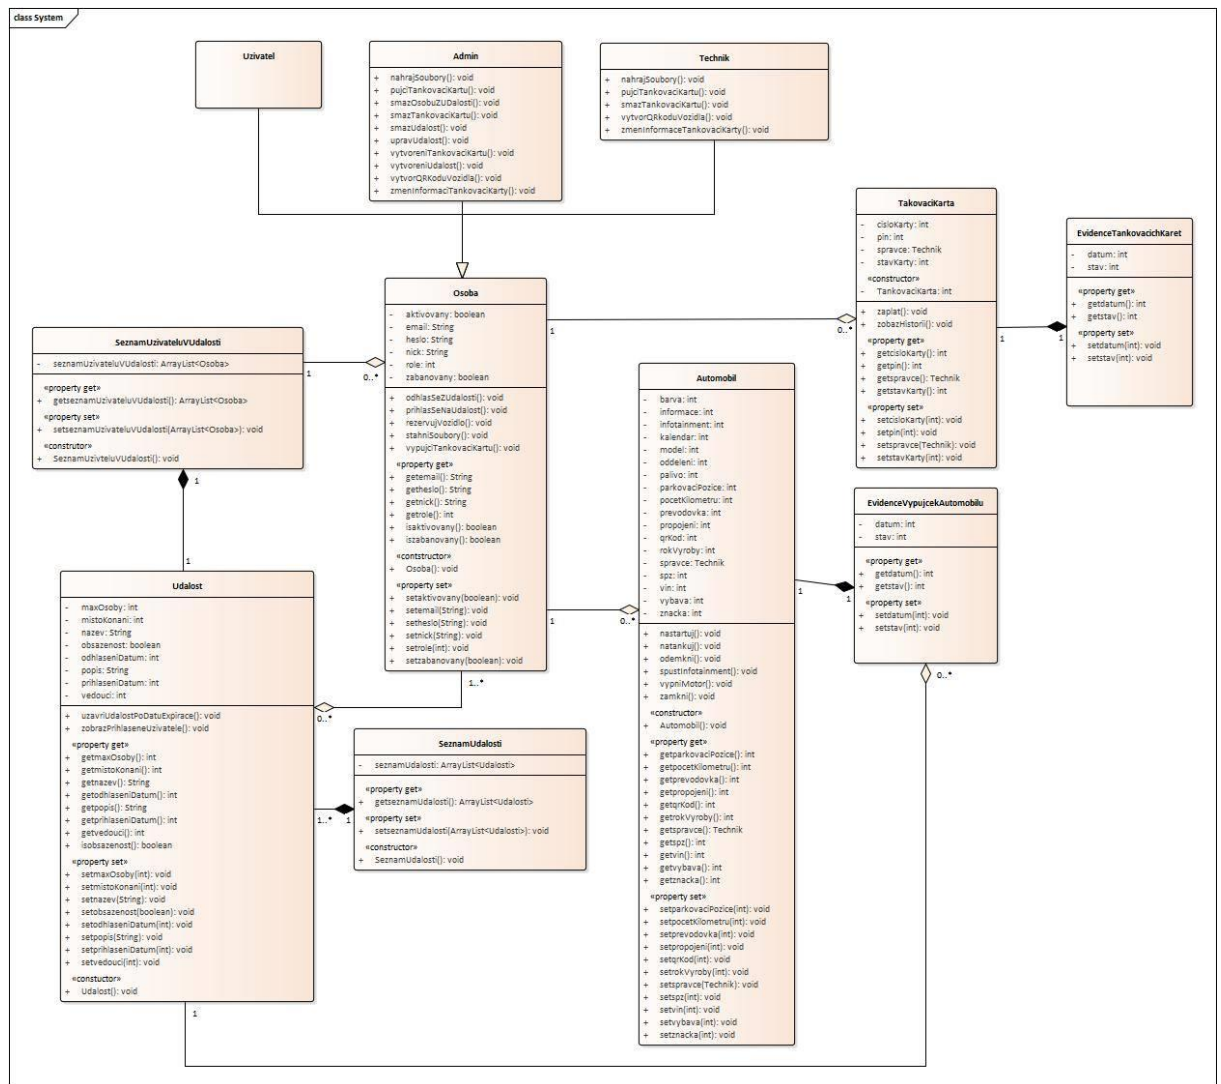 class System
Uzivatel
Admin
+ nahrajSoubory(): void
+ pujciTankovaciKartu(): void
+ smazOsobuZUDalosti(): void
+ smazTankovaciKartu(): void
+ smazUdalost(): void
+ upravUdalost(): void
+ vytvoreniTankovaciKartu(): void
+ vytvoreniUdalost(): void
+ vytvorQRKoduVozidla(): void
+ zmenInformaciTankovaciKarty(): void
Technik
+ nahrajSoubory(): void
+ pujciTankovaciKartu(): void
+ smazTankovaciKartu(): void
+ vytvorQRkoduVozidla(): void
+ zmenInformaceTankovaciKarty(): void
TakovaciKarta
- cisloKarty: int
- pin: int
- spravce: Technik
- stavKarty: int
«constructor»
- TankovaciKarta: int
+ zaplat(): void
+ zobazHistorii(): void
«property get»
+ getcisloKarty(): int
+ getpin(): int
+ getspravce(): Technik
+ getstavKarty(): int
«property set»
+ setcisloKarty(int): void
+ setpin(int): void
+ setspravce(Technik): void
+ setstavKarty(int): void
EvidenceTankovacichKaret
- datum: int
- stav: int
«property get»
+ getdatum(): int
+ getstav(): int
«property set»
+ setdatum(int): void
+ setstav(int): void
Osoba
- aktivovany: boolean
- email: String
- heslo: String
- nick: String
- role: int
- zabanovany: boolean
+ odhlasSeZUdalosti(): void
+ prihlasSeNaUdalost(): void
+ rezervujVozidlo(): void
+ stahniSoubory(): void
+ vypujciTankovaciKartu(): void
«property get»
+ getemail(): String
+ getheslo(): String
+ getnick(): String
+ getrole(): int
+ isaktivovany(): boolean
+ iszabanovany(): boolean
«contstructor»
+ Osoba(): void
«property set»
+ setaktivovany(boolean): void
+ setemail(String): void
+ setheslo(String): void
+ setnick(String): void
+ setrole(int): void
+ setzabanovany(boolean): void
SeznamUzivateluVUdalosti
- seznamUzivateluVUdalosti: ArrayList<Osoba>
«property get»
+ getseznamUzivateluVUdalosti(): ArrayList<Osoba>
«property set»
+ setseznamUzivateluVUdalosti(ArrayList<Osoba>): void
«construtor»
+ SeznamUzivteluVUdalosti(): void
Automobil
- barva: int
- informace: int
- infotainment: int
- kalendar: int
- model: int
- oddeleni: int
- palivo: int
- parkovaciPozice: int
- pocetKilometru: int
- prevodovka: int
- propojeni: int
- qrKod: int
- rokVyroby: int
- spravce: Technik
- spz: int
- vin: int
- vybava: int
- znacka: int
+ nastartuj(): void
+ natankuj(): void
+ odemkni(): void
+ spustInfotainment(): void
+ vypniMotor(): void
+ zamkni(): void
«constructor»
+ Automobil(): void
«property get»
+ getparkovaciPozice(): int
+ getpocetKilometru(): int
+ getprevodovka(): int
+ getpropojeni(): int
+ getqrKod(): int
+ getrokVyroby(): int
+ getspravce(): Technik
+ getspz(): int
+ getvin(): int
+ getvybava(): int
+ getznacka(): int
«property set»
+ setparkovaciPozice(int): void
+ setpocetKilometru(int): void
+ setprevodovka(int): void
+ setpropojeni(int): void
+ setqrKod(int): void
+ setrokVyroby(int): void
+ setspravce(Technik): void
+ setspz(int): void
+ setvin(int): void
+ setvybava(int): void
+ setznacka(int): void
EvidenceVypujcekAutomobilu
- datum: int
- stav: int
«property get»
+ getdatum(): int
+ getstav(): int
«property set»
+ setdatum(int): void
+ setstav(int): void
Udalost
- maxOsoby: int
- mistoKonani: int
- nazev: String
- obsazenost: boolean
- odhlaseniDatum: int
- popis: String
- prihlaseniDatum: int
- vedouci: int
+ uzavriUdalostPoDatuExpirace(): void
+ zobrazPrihlaseneUzivatele(): void
«property get»
+ getmaxOsoby(): int
+ getmistoKonani(): int
+ getnazev(): String
+ getodhlaseniDatum(): int
+ getpopis(): String
+ getprihlaseniDatum(): int
+ getvedouci(): int
+ isobsazenost(): boolean
«property set»
+ setmaxOsoby(int): void
+ setmistoKonani(int): void
+ setnazev(String): void
+ setobsazenost(boolean): void
+ setodhlaseniDatum(int): void
+ setpopis(String): void
+ setprihlaseniDatum(int): void
+ setvedouci(int): void
«constuctor»
+ Udalost(): void
SeznamUdalosti
- seznamUdalosti: ArrayList<Udalosti>
«property get»
+ getseznamUdalosti(): ArrayList<Udalosti>
«property set»
+ setseznamUdalosti(ArrayList<Udalosti>): void
«constructor»
+ SeznamUdalosti(): void
1
0..*
1
1
1
0..*
1
1
1
0..*
1
1
1..*
0..*
1..*
1
1
0..*